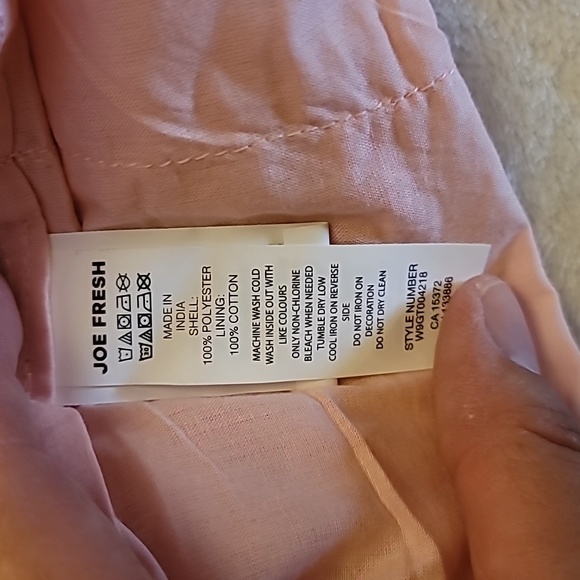 JOE FRESH
MADE IN
INDIA
SHELL:
100% POLYESTER
LINING:
100% COTTON
MACHINE WASH COLD
WASH INSIDE OUT WITH
LIKE COLOURS
ONLY NON-CHLORINE
BLEACH WHEN NEEDED
TUMBLE DRY LOW
COOL IRON ON REVERSE
SIDE
DO NOT IRON ON
DECORATION
DO NOT DRY CLEAN
STYLE NUMBER
W9GT004218
CA 15372